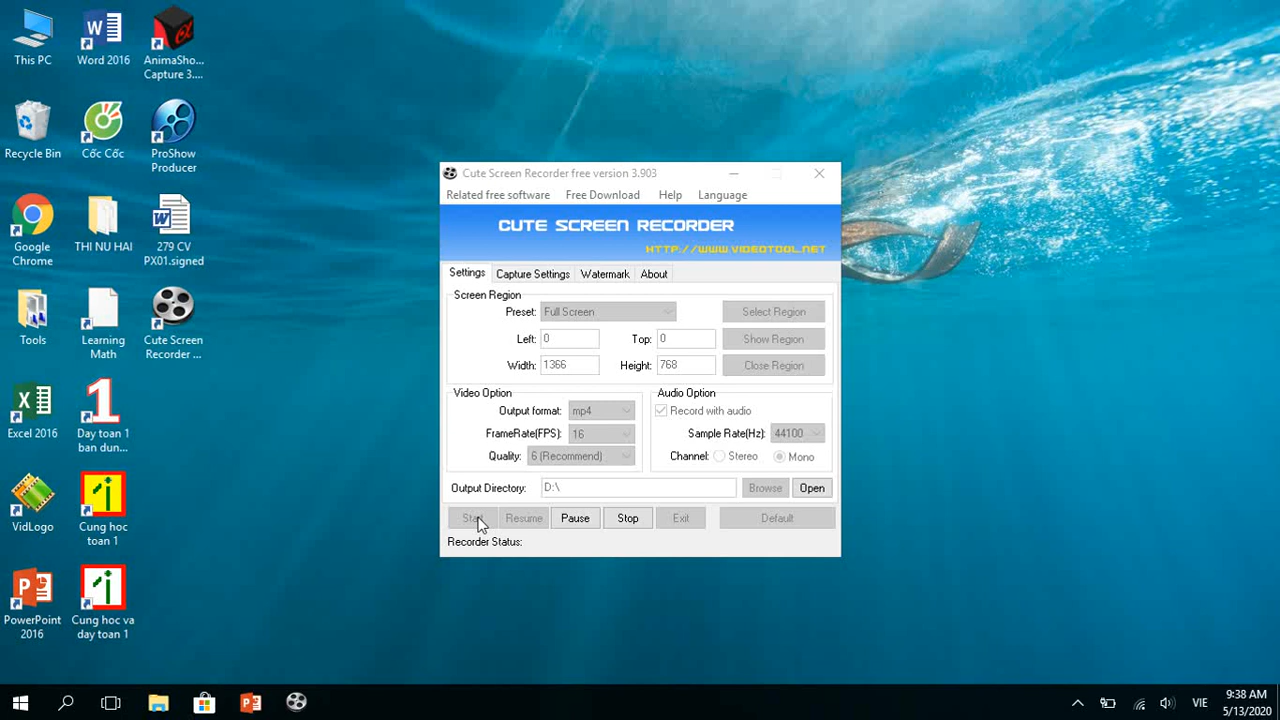 This PC
Word 2016
AnimaSho...
Capture 3....
Recycle Bin
Cốc Cốc
ProShow
Producer
Google
Chrome
THI NU HAI
279 CV
PX01.signed
Tools
Learning
Math
Cute Screen
Recorder ...
Excel 2016
Day toan 1
ban dun...
VidLogo
Cung hoc
toan 1
PowerPoint
2016
Cung hoc va
day toan 1
Cute Screen Recorder free version 3.903
Related free software Free Download Help Language
CUTE SCREEN RECORDER
HTTP://WWW.VIDEOTOOL.NET
Settings Capture Settings Watermark About
Screen Region
Preset: Full Screen Select Region
Left: 0 Top: 0 Show Region
Width: 1366 Height: 768 Close Region
Video Option Audio Option
Output format: mp4 Record with audio
FrameRate(FPS): 16 Sample Rate(Hz): 44100
Quality: 6 (Recommend) Channel: Stereo Mono
Output Directory: D:\ Browse Open
Start Resume Pause Stop Exit Default
Recorder Status:
VIE
9:38 AM
5/13/2020